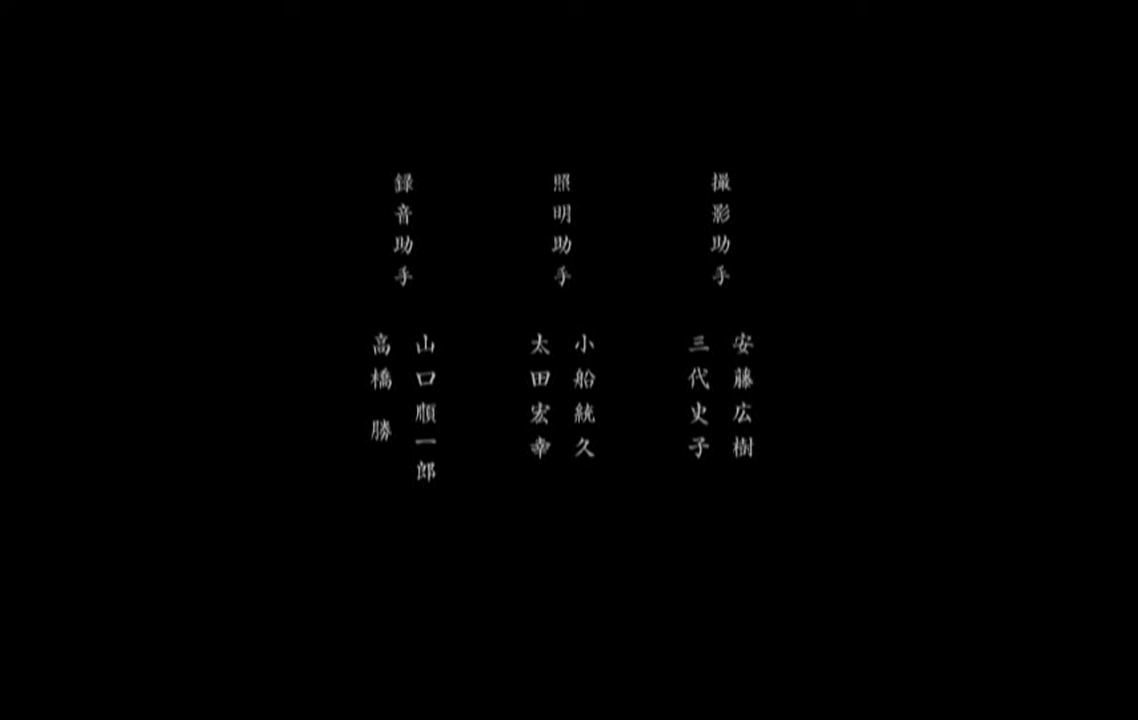 撮影助手
安藤広樹
三代史子
照明助手
小船統久
太田宏幸
録音助手
山口順一郎
高橋 勝